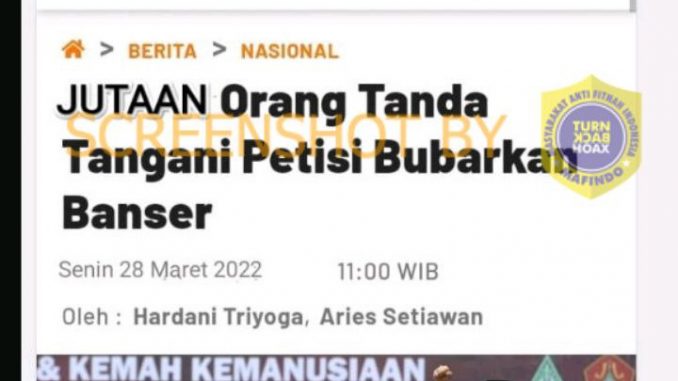 > BERITA > NASIONAL
JUTAAN Orang Tanda
Tangani Petisi Bubarkan
Banser
SCREENSHOT BY
MASYARAKAT ANTI FITNAH INDONESIA
TURN
BACK
HOAX
MAFINDO
Senin 28 Maret 2022 11:00 WIB
Oleh : Hardani Triyoga, Aries Setiawan
& KEMAH KEMANUSIAAN